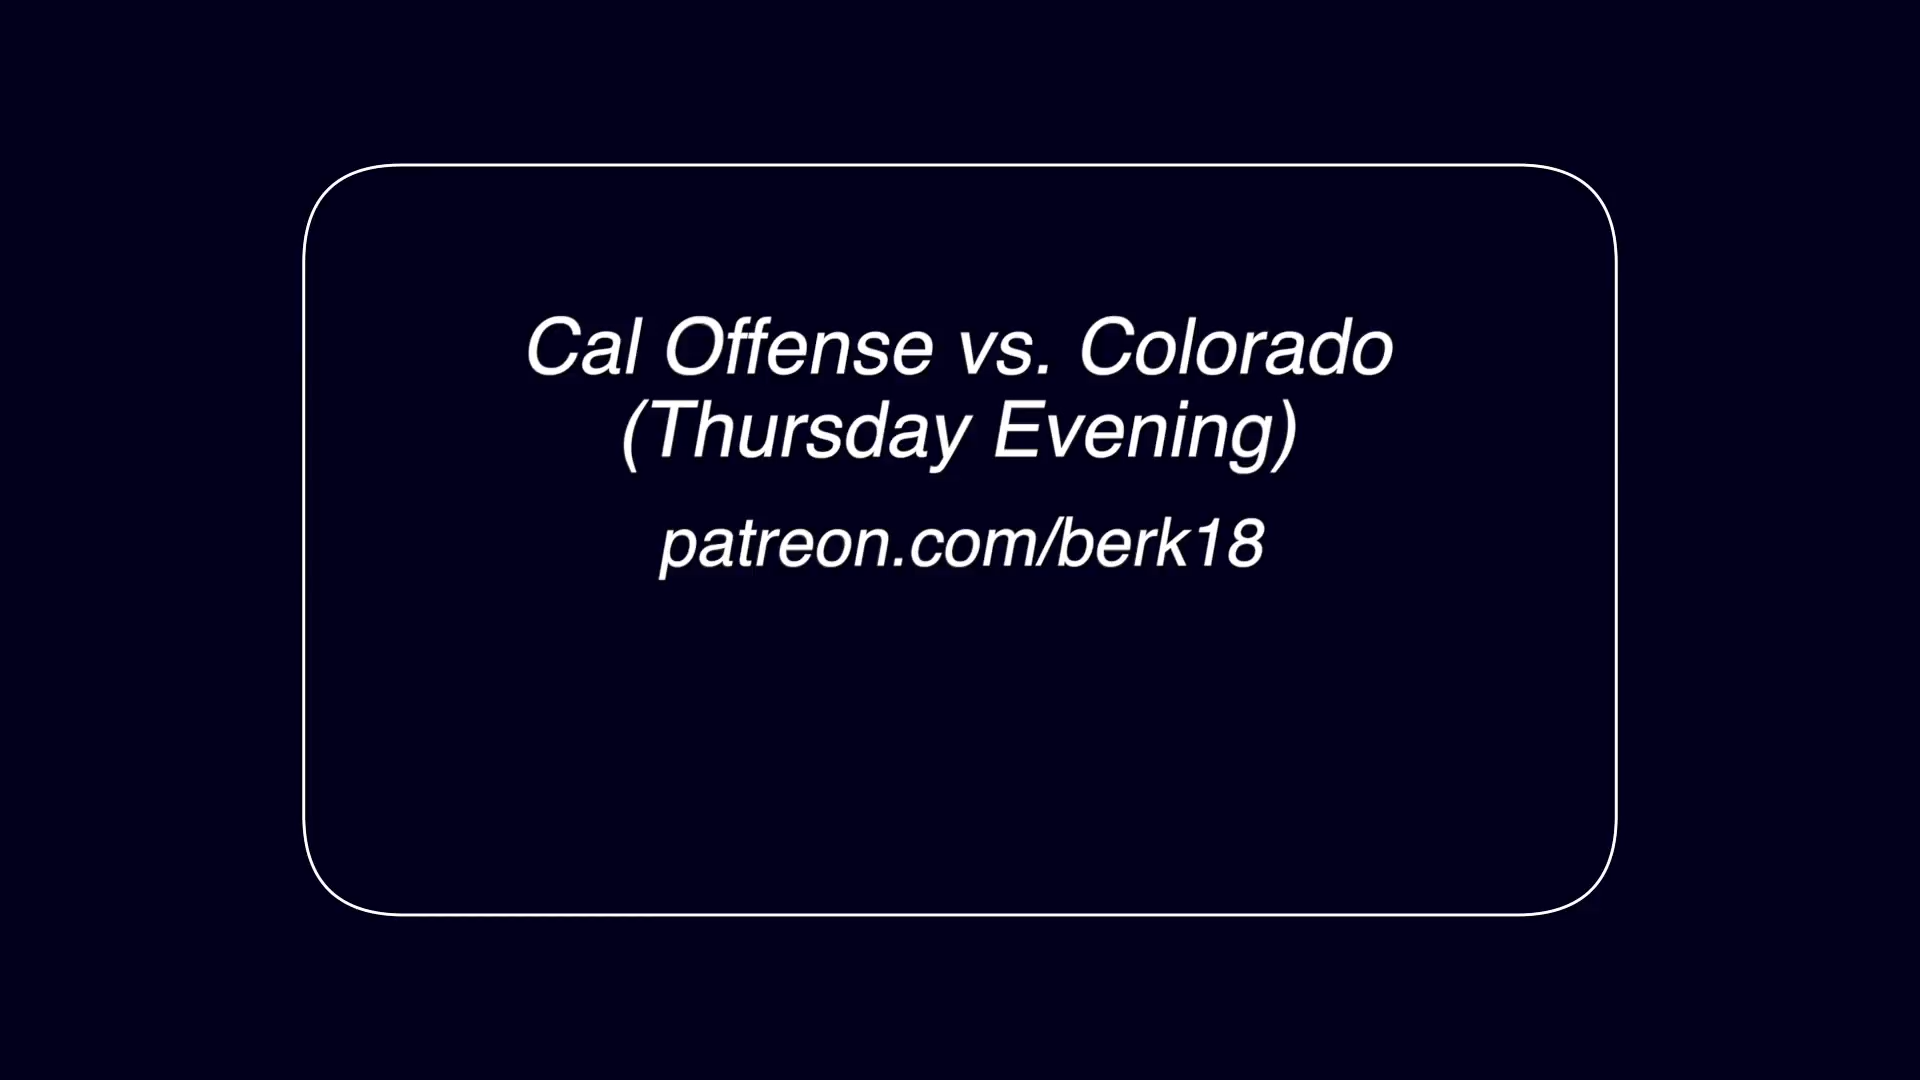 Cal Offense vs. Colorado
(Thursday Evening)
patreon.com/berk18